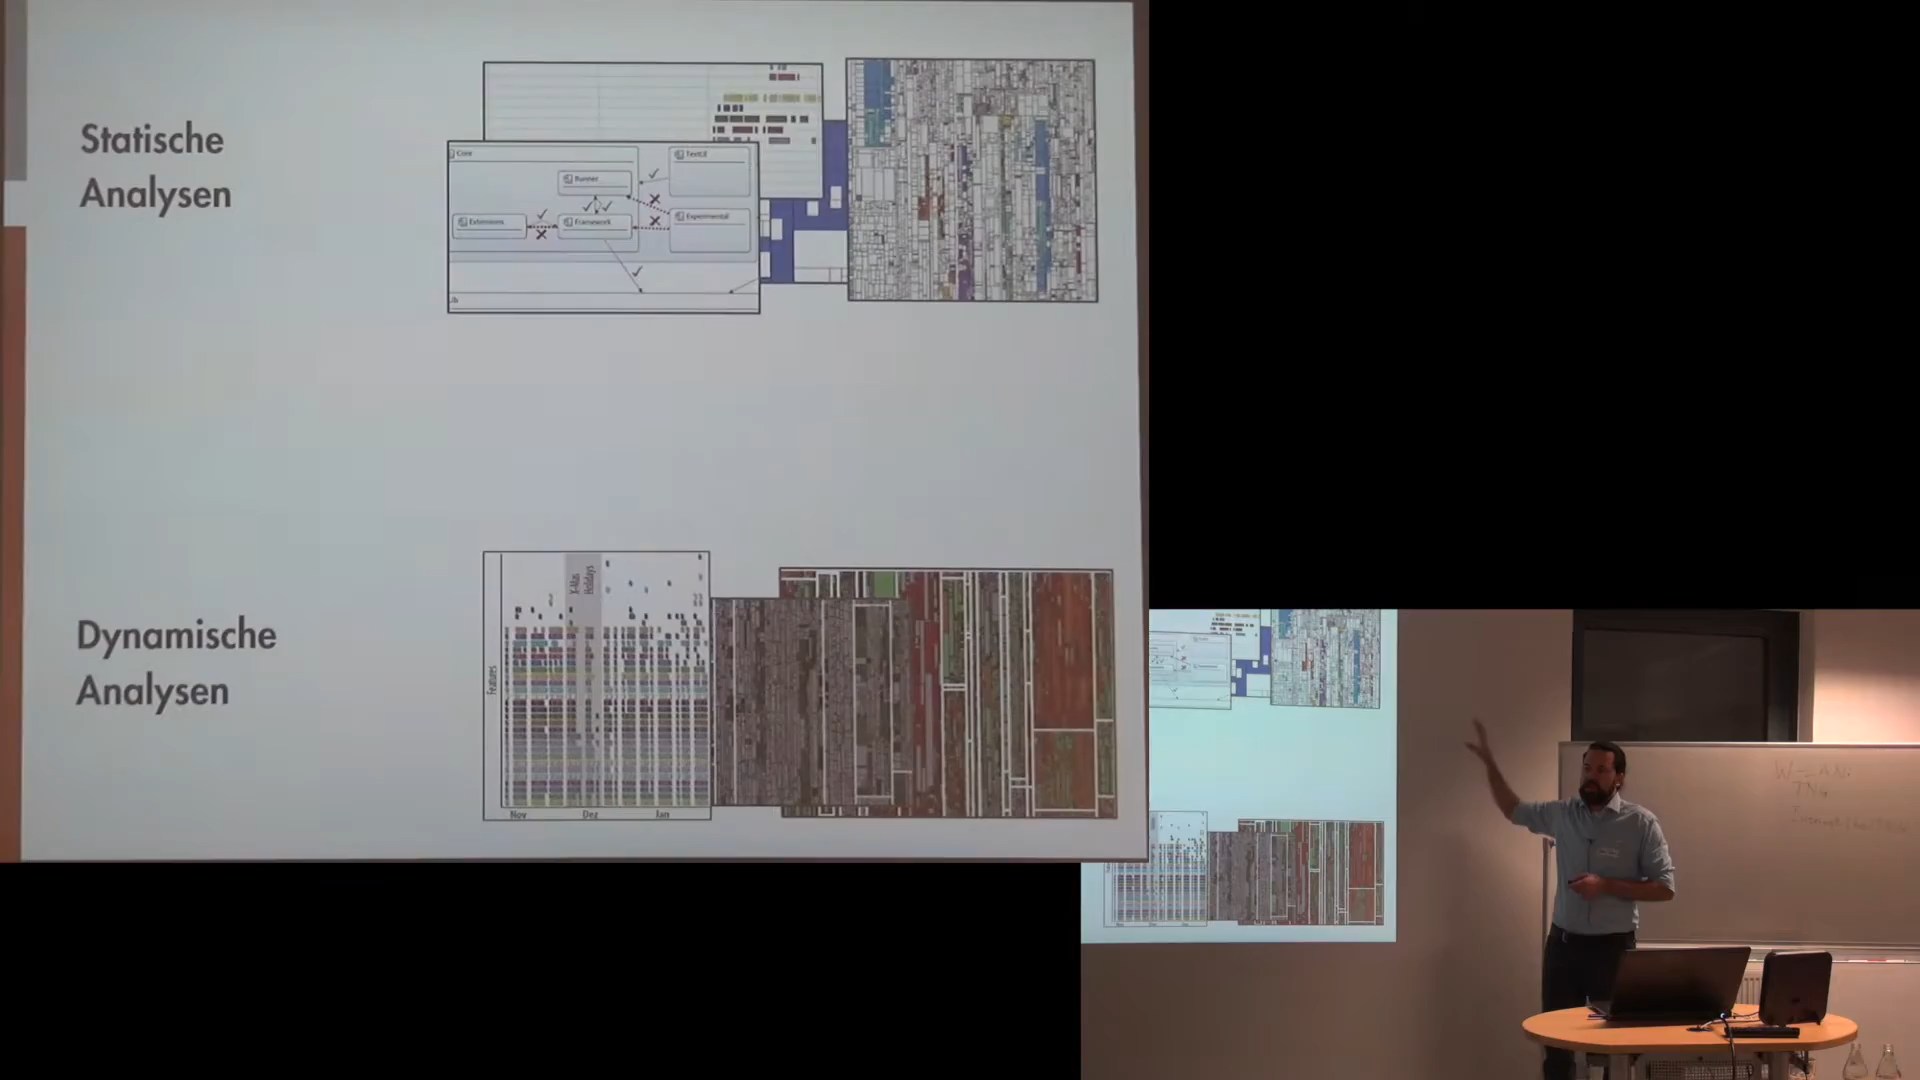 Statische
Analysen
Core
TextUI
Runner
Extensions
Framework
Experimental
Dynamische
Analysen
X-Mas
Holidays
Features
Nov
Dez
Jan